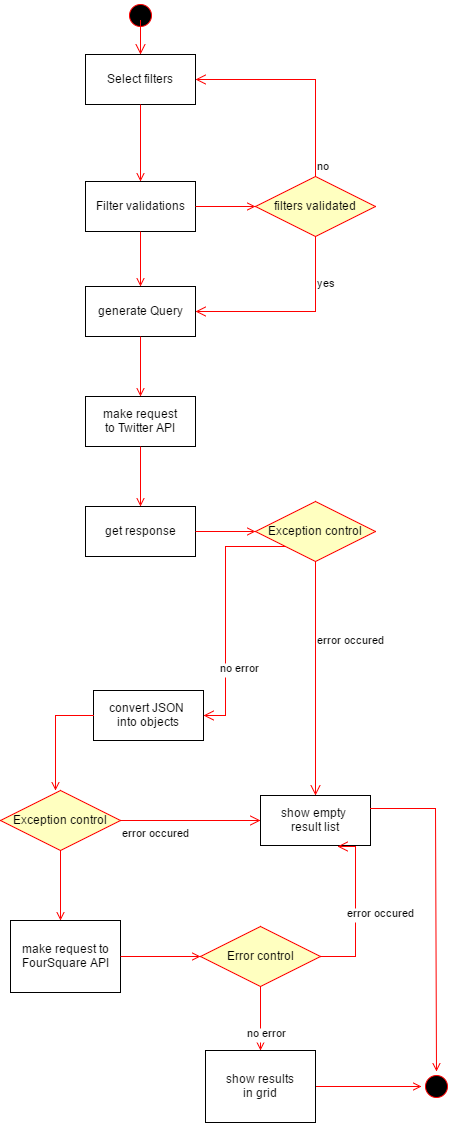 Select filters
no
Filter validations
filters validated
yes
generate Query
make request
to Twitter API
get response
Exception control
error occured
no error
convert JSON
into objects
Exception control
error occured
show empty
result list
error occured
make request to
FourSquare API
Error control
no error
show results
in grid